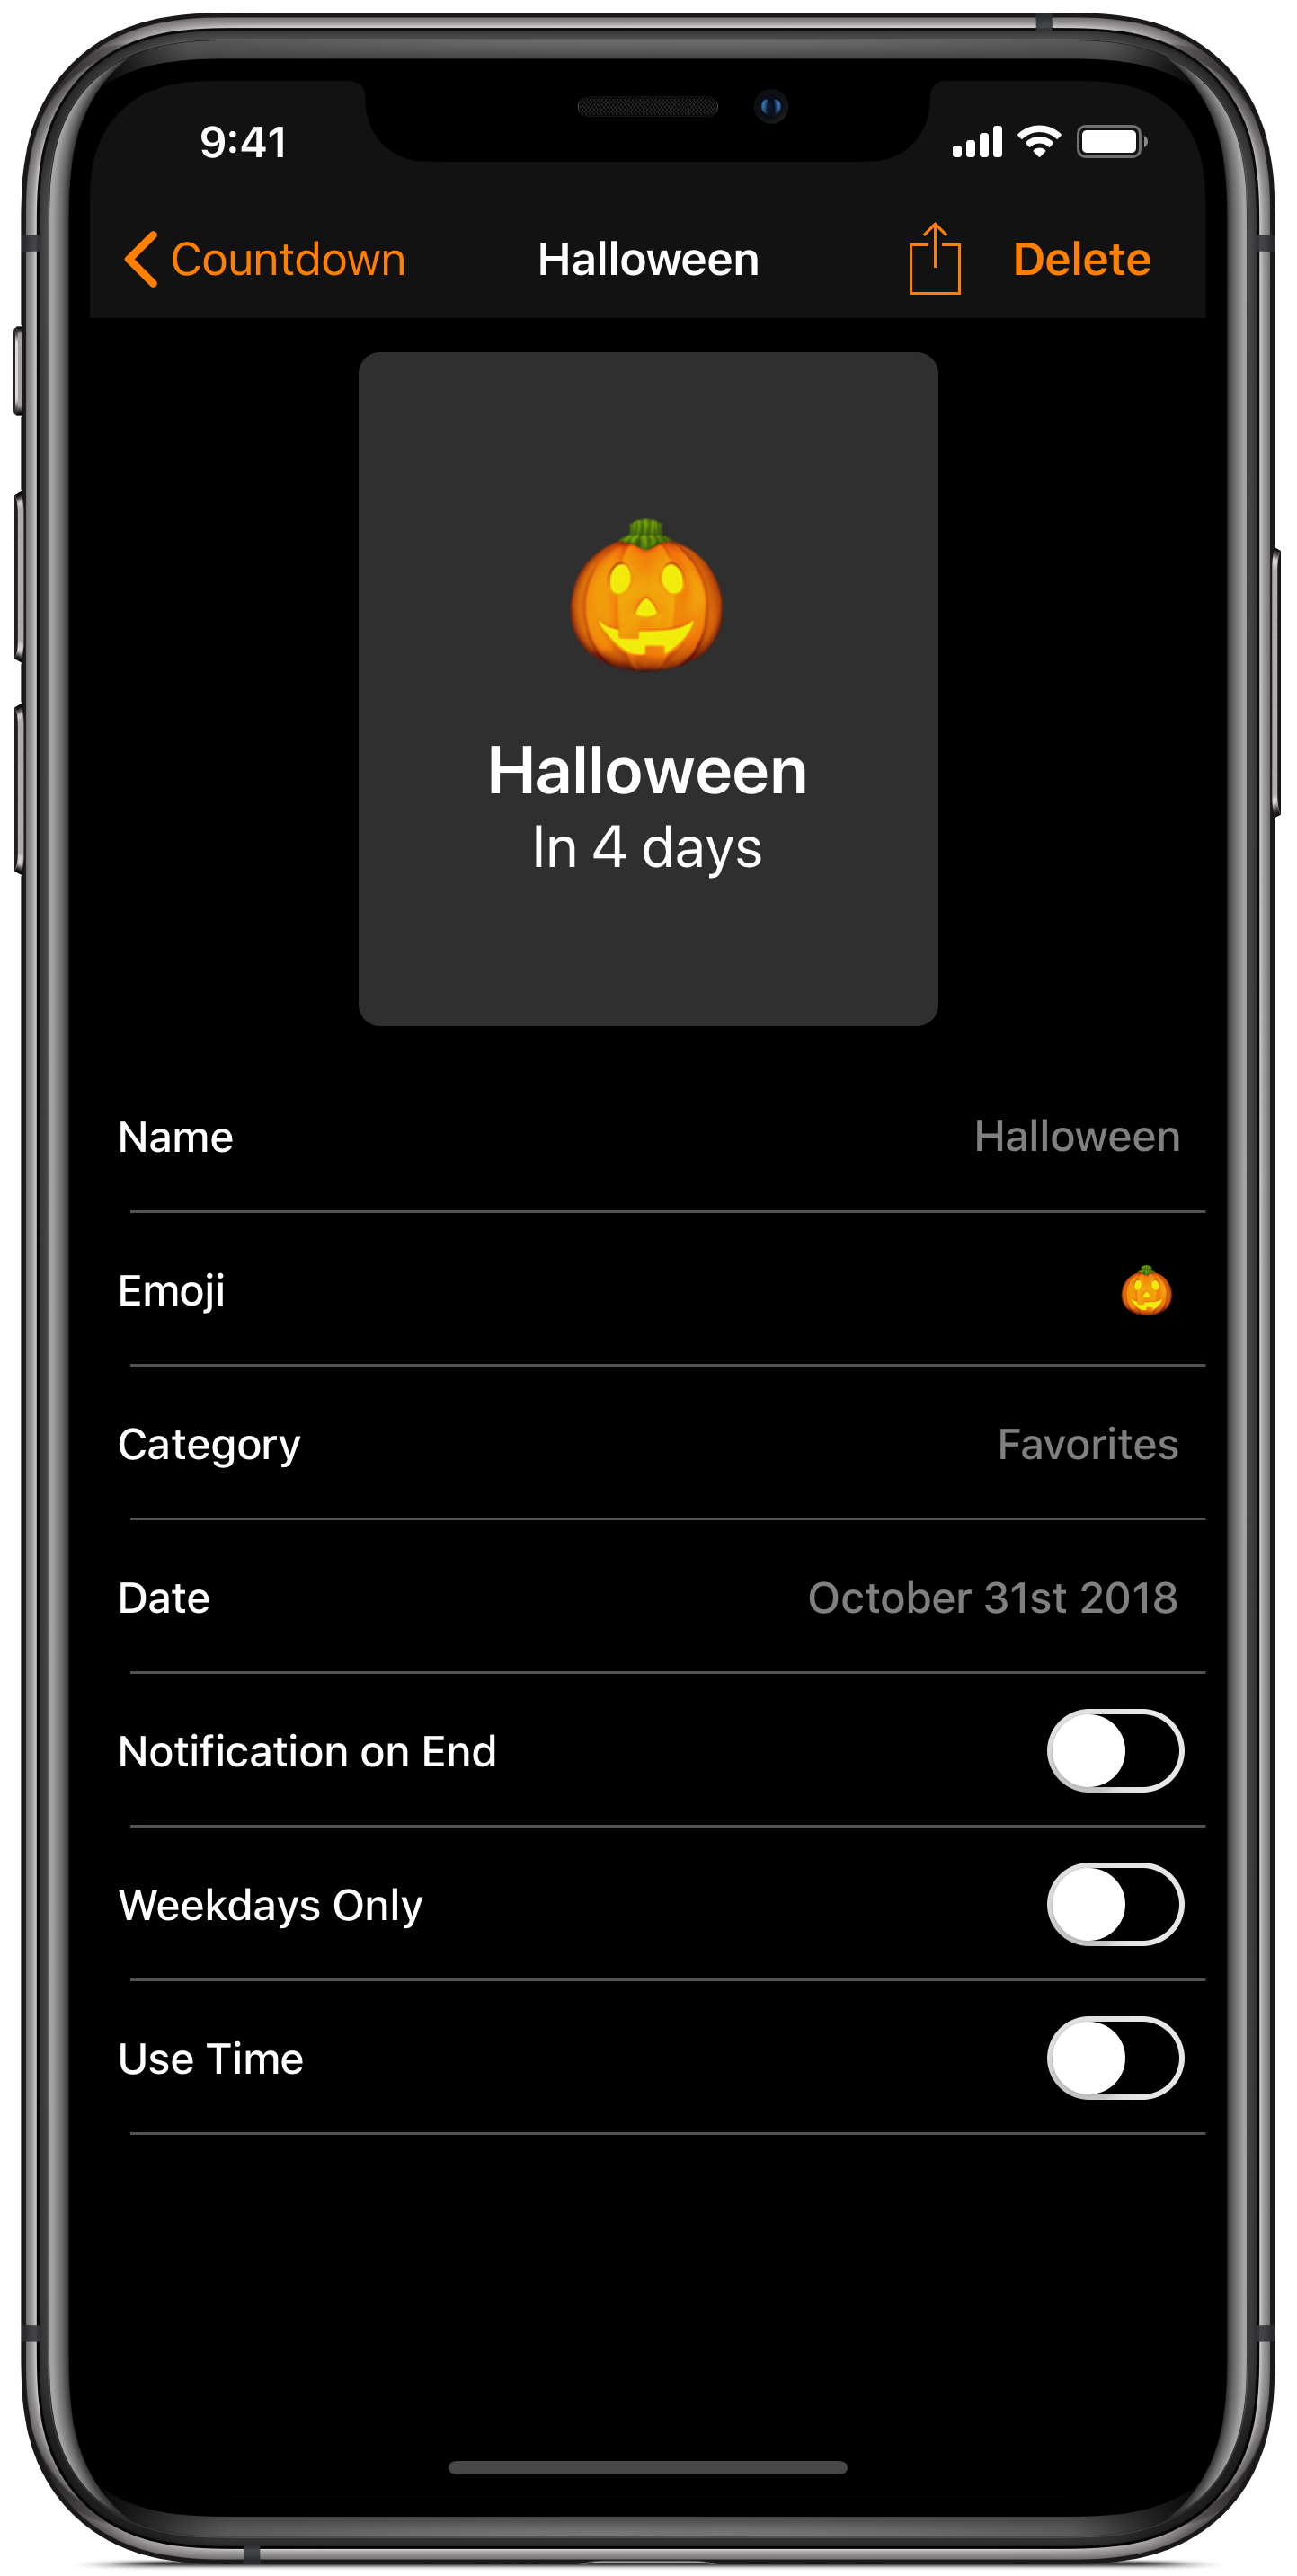 9:41
Countdown Halloween Delete
Halloween
In 4 days
Name Halloween
Emoji
Category Favorites
Date October 31st 2018
Notification on End
Weekdays Only
Use Time